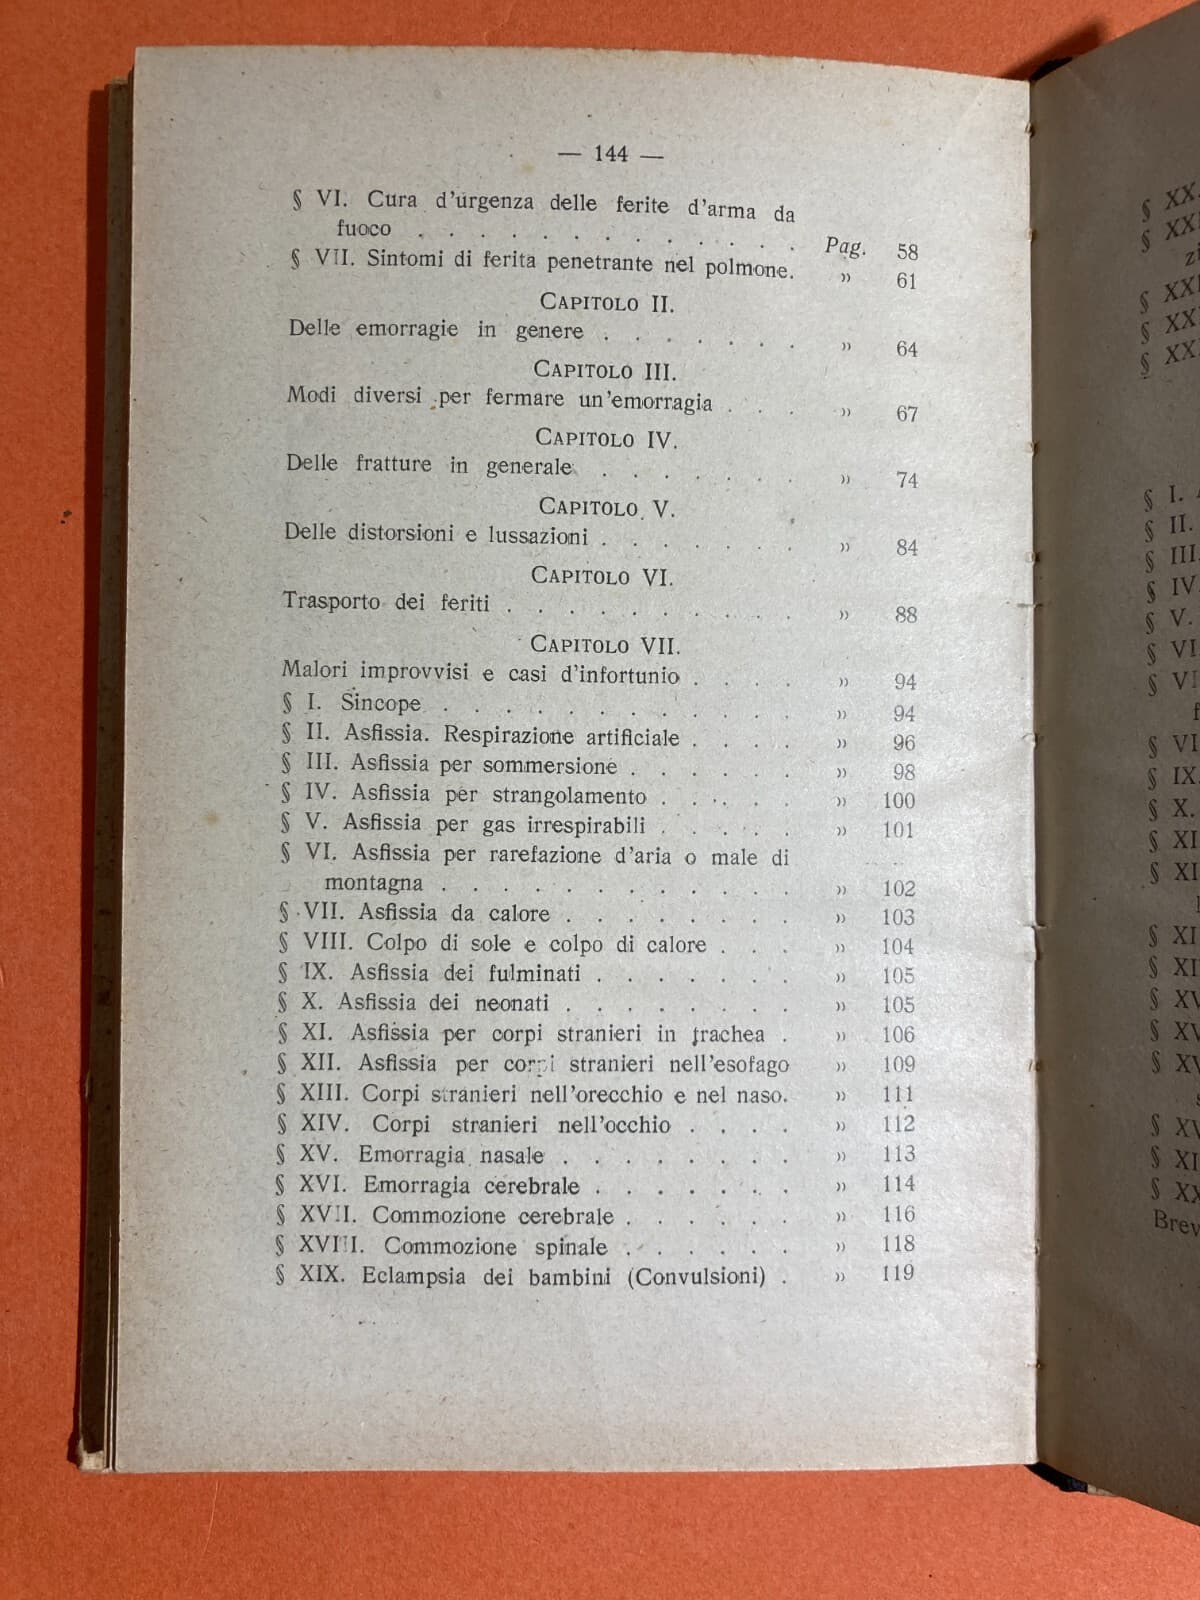 — 144 —
§ VI. Cura d'urgenza delle ferite d'arma da
fuoco . . . . . . . . . . . . . Pag. 58
§ VII. Sintomi di ferita penetrante nel polmone. » 61
CAPITOLO II.
Delle emorragie in genere . . . . . . . » 64
CAPITOLO III.
Modi diversi per fermare un'emorragia . . . » 67
CAPITOLO IV.
Delle fratture in generale . . . . . . . » 74
CAPITOLO V.
Delle distorsioni e lussazioni . . . . . . . » 84
CAPITOLO VI.
Trasporto dei feriti . . . . . . . . . . » 88
CAPITOLO VII.
Malori improvvisi e casi d'infortunio . . . . » 94
§ I. Sincope . . . . . . . . . . . . » 94
§ II. Asfissia. Respirazione artificiale . . . . » 96
§ III. Asfissia per sommersione . . . . . . » 98
§ IV. Asfissia per strangolamento . . . . . » 100
§ V. Asfissia per gas irrespirabili . . . . . » 101
§ VI. Asfissia per rarefazione d'aria o male di
montagna . . . . . . . . . . . . » 102
§ VII. Asfissia da calore . . . . . . . . » 103
§ VIII. Colpo di sole e colpo di calore . . . » 104
§ IX. Asfissia dei fulminati . . . . . . . » 105
§ X. Asfissia dei neonati . . . . . . . . » 105
§ XI. Asfissia per corpi stranieri in trachea . » 106
§ XII. Asfissia per corpi stranieri nell'esofago » 109
§ XIII. Corpi stranieri nell'orecchio e nel naso. » 111
§ XIV. Corpi stranieri nell'occhio . . . . » 112
§ XV. Emorragia nasale . . . . . . . . » 113
§ XVI. Emorragia cerebrale . . . . . . . » 114
§ XVII. Commozione cerebrale . . . . . . » 116
§ XVIII. Commozione spinale . . . . . . » 118
§ XIX. Eclampsia dei bambini (Convulsioni) . » 119
§ I.
§ II.
§ III.
§ IV
§ V.
§ X.